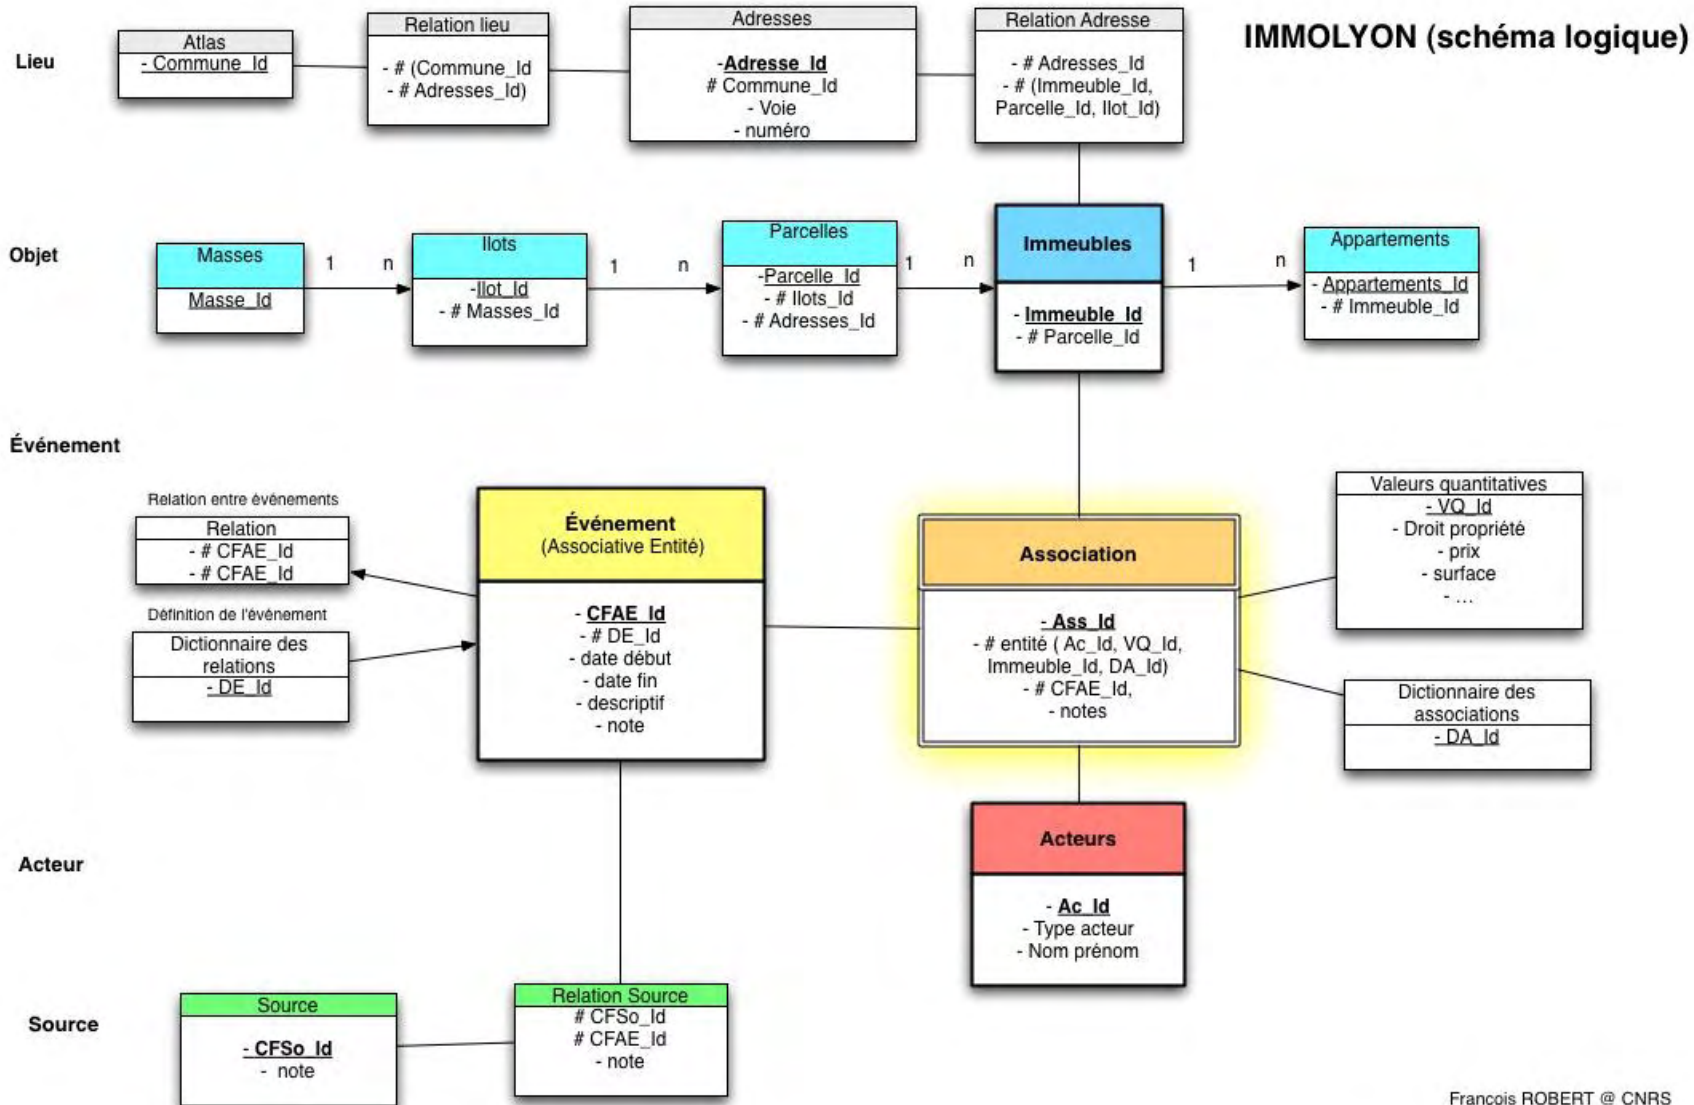 IMMOLYON (schéma logique)
Lieu
Atlas
- Commune_Id
Relation lieu
- # (Commune_Id
- # Adresses_Id)
Adresses
-Adresse_Id
# Commune_Id
- Voie
- numéro
Relation Adresse
- # Adresses_Id
- # (Immeuble_Id,
Parcelle_Id, Ilot_Id)
Objet
Masses
Masse_Id
1 n
Ilots
-Ilot_Id
- # Masses_Id
1 n
Parcelles
-Parcelle_Id
- # Ilots_Id
- # Adresses_Id
1 n
Immeubles
- Immeuble_Id
- # Parcelle_Id
1 n
Appartements
- Appartements_Id
- # Immeuble_Id
Événement
Relation entre événements
Relation
- # CFAE_Id
- # CFAE_Id
Définition de l'événement
Dictionnaire des
relations
- DE_Id
Événement
(Associative Entité)
- CFAE_Id
- # DE_Id
- date début
- date fin
- descriptif
- note
Association
- Ass_Id
- # entité ( Ac_Id, VQ_Id,
Immeuble_Id, DA_Id)
- # CFAE_Id,
- notes
Valeurs quantitatives
- VQ_Id
- Droit propriété
- prix
- surface
- ...
Dictionnaire des
associations
- DA_Id
Acteur
Acteurs
- Ac_Id
- Type acteur
- Nom prénom
Source
Source
- CFSo_Id
- note
Relation Source
# CFSo_Id
# CFAE_Id
- note
François ROBERT @ CNRS